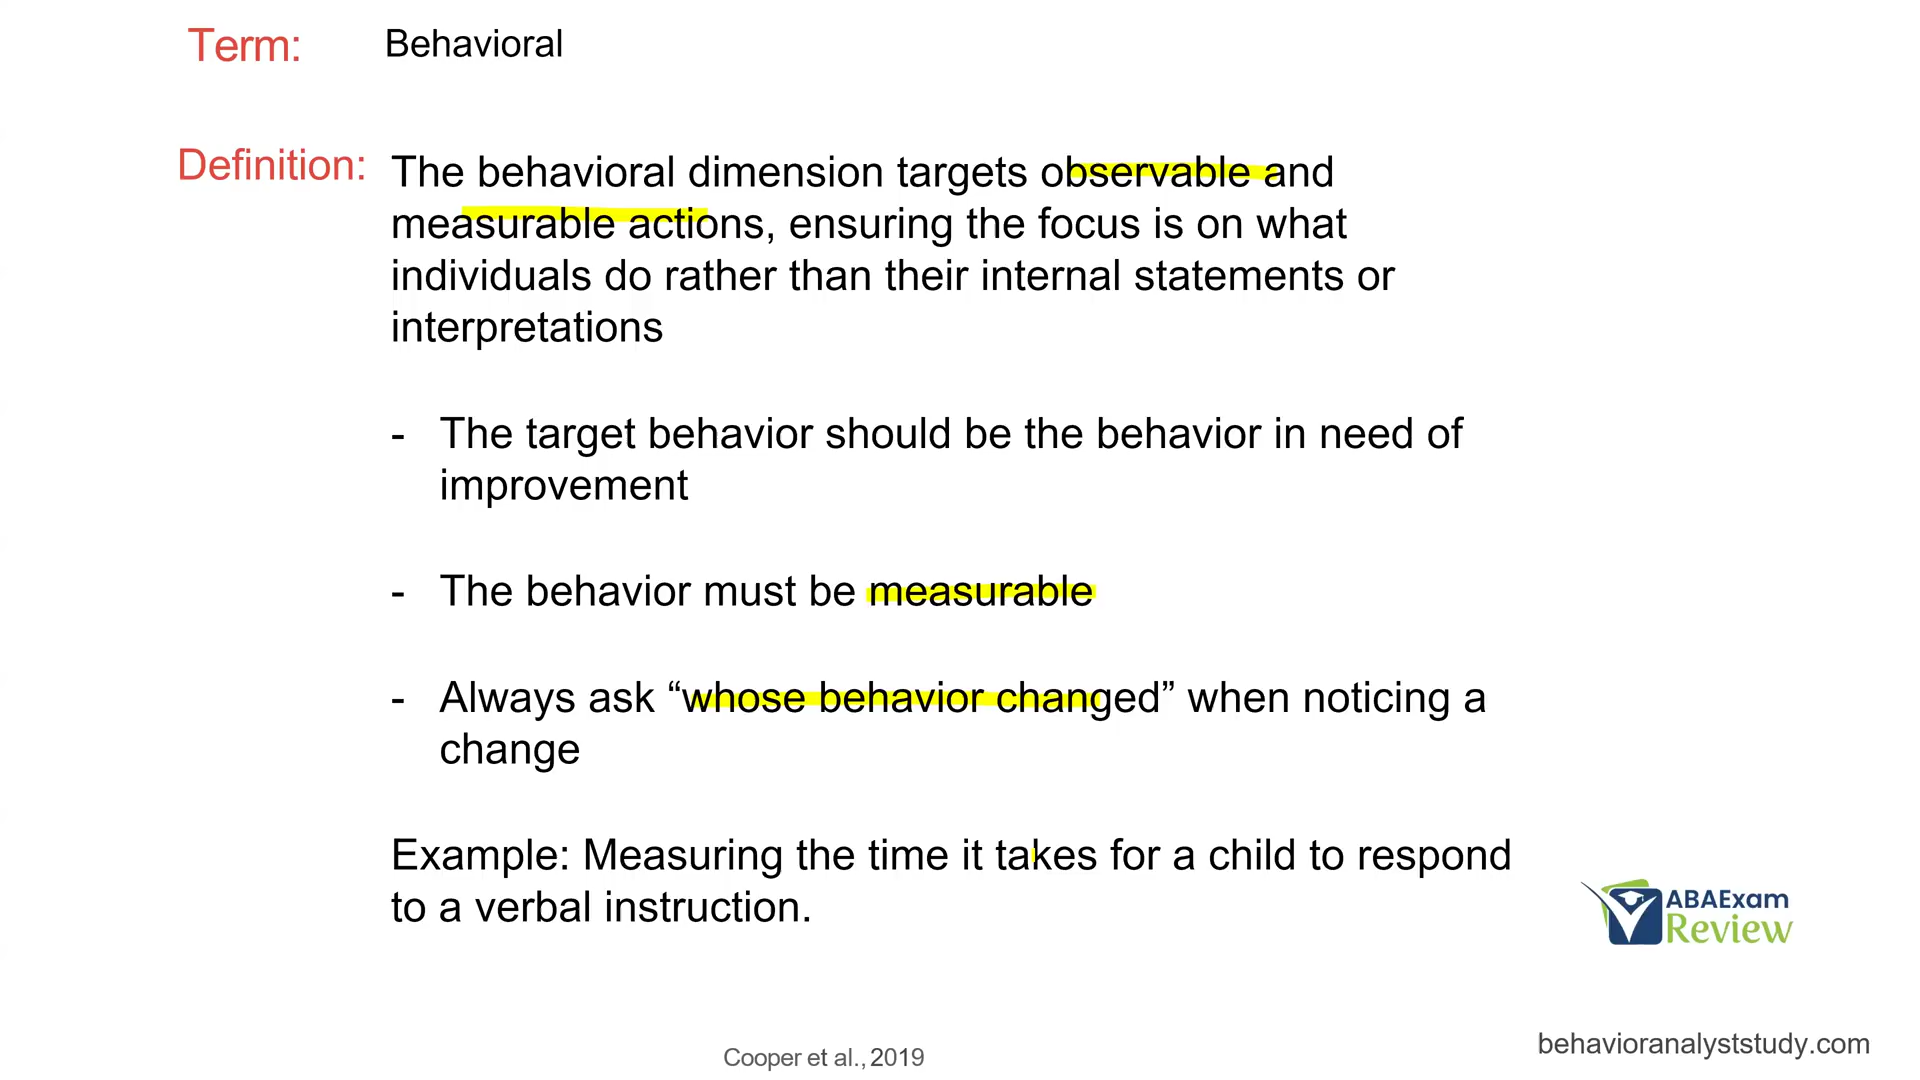 Term: Behavioral
Definition: The behavioral dimension targets observable and
measurable actions, ensuring the focus is on what
individuals do rather than their internal statements or
interpretations
- The target behavior should be the behavior in need of
improvement
- The behavior must be measurable
- Always ask “whose behavior changed” when noticing a
change
Example: Measuring the time it takes for a child to respond
to a verbal instruction.
ABAExam
Review
Cooper et al., 2019
behavioranalyststudy.com